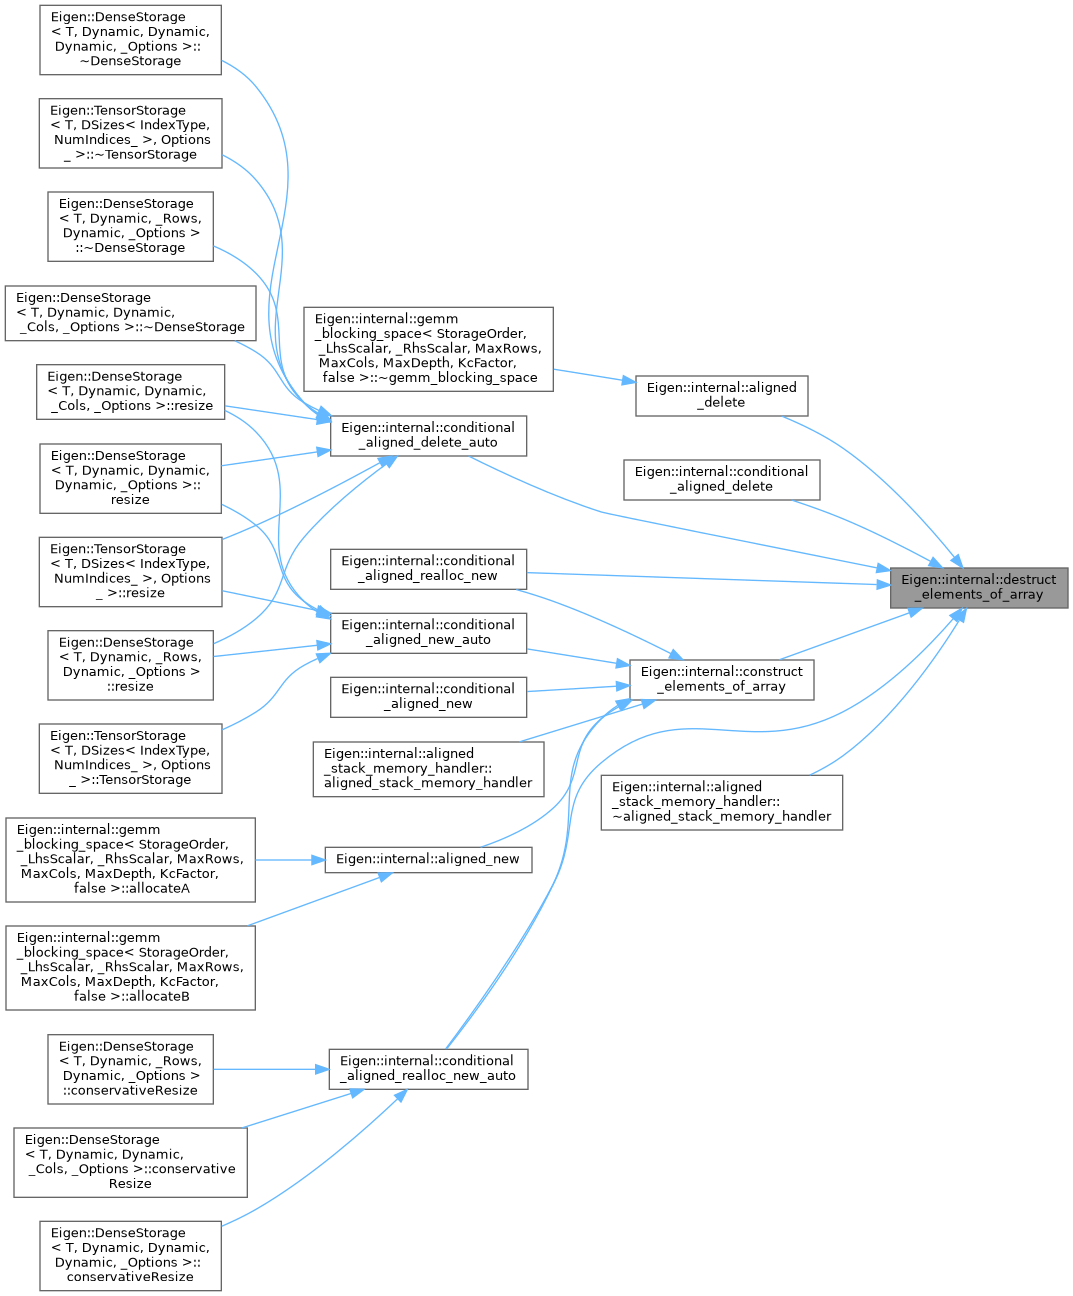 Eigen::DenseStorage
< T, Dynamic, Dynamic,
Dynamic, _Options >::
~DenseStorage
Eigen::TensorStorage
< T, DSizes< IndexType,
NumIndices_ >, Options
_ >::~TensorStorage
Eigen::DenseStorage
< T, Dynamic, _Rows,
Dynamic, _Options >
::~DenseStorage
Eigen::DenseStorage
< T, Dynamic, Dynamic,
_Cols, _Options >::~DenseStorage
Eigen::DenseStorage
< T, Dynamic, Dynamic,
_Cols, _Options >::resize
Eigen::DenseStorage
< T, Dynamic, Dynamic,
Dynamic, _Options >::
resize
Eigen::TensorStorage
< T, DSizes< IndexType,
NumIndices_ >, Options
_ >::resize
Eigen::DenseStorage
< T, Dynamic, _Rows,
Dynamic, _Options >
::resize
Eigen::TensorStorage
< T, DSizes< IndexType,
NumIndices_ >, Options
_ >::TensorStorage
Eigen::internal::gemm
_blocking_space< StorageOrder,
_LhsScalar, _RhsScalar, MaxRows,
MaxCols, MaxDepth, KcFactor,
false >::allocateA
Eigen::internal::gemm
_blocking_space< StorageOrder,
_LhsScalar, _RhsScalar, MaxRows,
MaxCols, MaxDepth, KcFactor,
false >::allocateB
Eigen::DenseStorage
< T, Dynamic, _Rows,
Dynamic, _Options >
::conservativeResize
Eigen::DenseStorage
< T, Dynamic, Dynamic,
_Cols, _Options >::conservative
Resize
Eigen::DenseStorage
< T, Dynamic, Dynamic,
Dynamic, _Options >::
conservativeResize
Eigen::internal::gemm
_blocking_space< StorageOrder,
_LhsScalar, _RhsScalar, MaxRows,
MaxCols, MaxDepth, KcFactor,
false >::~gemm_blocking_space
Eigen::internal::conditional
_aligned_delete_auto
Eigen::internal::conditional
_aligned_realloc_new
Eigen::internal::conditional
_aligned_new_auto
Eigen::internal::conditional
_aligned_new
Eigen::internal::aligned
_stack_memory_handler::
aligned_stack_memory_handler
Eigen::internal::aligned_new
Eigen::internal::conditional
_aligned_realloc_new_auto
Eigen::internal::aligned
_delete
Eigen::internal::conditional
_aligned_delete
Eigen::internal::construct
_elements_of_array
Eigen::internal::aligned
_stack_memory_handler::
~aligned_stack_memory_handler
Eigen::internal::destruct
_elements_of_array